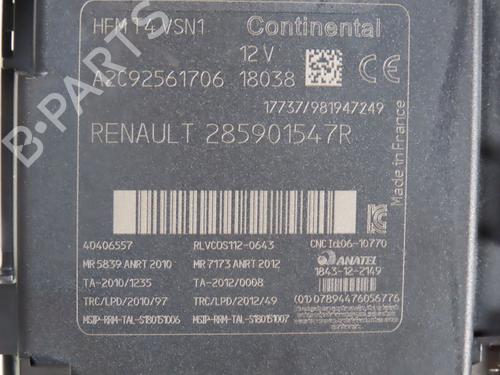 HFM T4 VSN1 Continental
12 V
A2C92561706 18038 CE
17737/981947249
RENAULT 285901547R
Made in France
40406557 RLVCOS112-0643 CNC Id:06-10770
MR 5839 ANRT 2010 MR 7173 ANRT 2012 ANATEL
TA-2010/1235 TA-2012/0008 1843-12-2149
TRC/LPD/2010/97 TRC/LPD/2012/49 (01) 07894476056776
MSIP-RRM-TAL-S180151006 MSIP-RRM-TAL-S180151007
B-PARTS